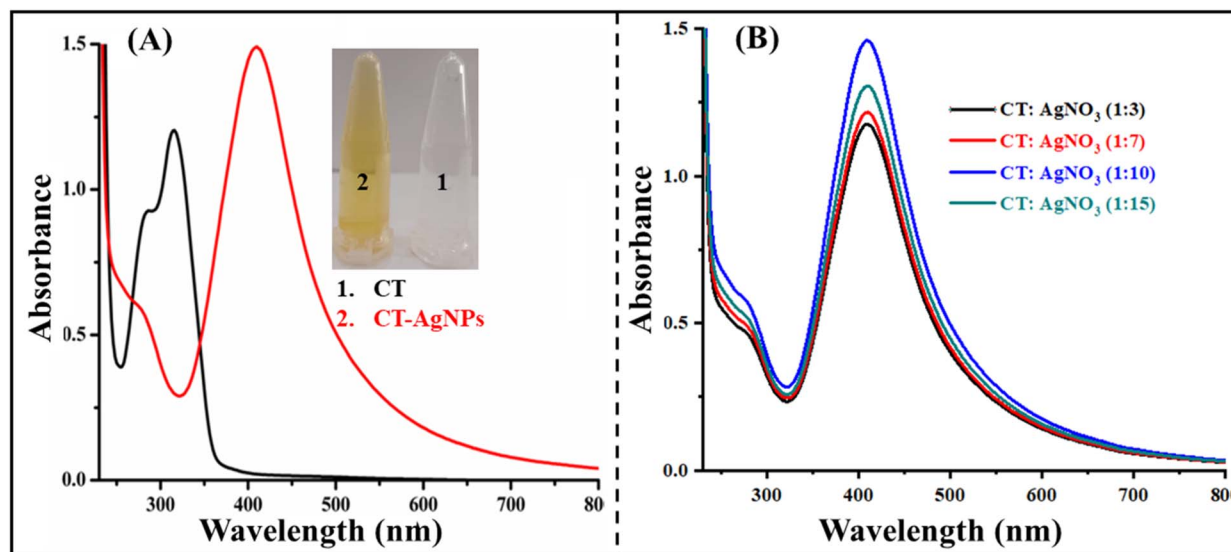 (A)
1.5
1.0
0.5
0.0
Absorbance
300
400
500
600
700
800
Wavelength (nm)
2
1
1. CT
2. CT-AgNPs
(B)
1.5
1.0
0.5
0.0
Absorbance
300
400
500
600
700
80
Wavelength (nm)
CT: AgNO₃ (1:3)
CT: AgNO₃ (1:7)
CT: AgNO₃ (1:10)
CT: AgNO₃ (1:15)